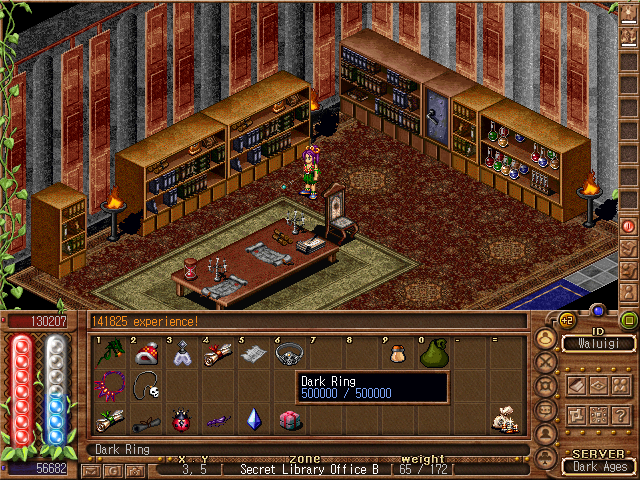 130207
141825 experience!
+2
ID
Waluigi
1 2 3 4 5 6 7 8 9 0 - =
Dark Ring
500000 / 500000
?
Dark Ring
SERVER
Dark Ages
56682
X, Y
zone
weight
3, 5
Secret Library Office B
65 / 172
G